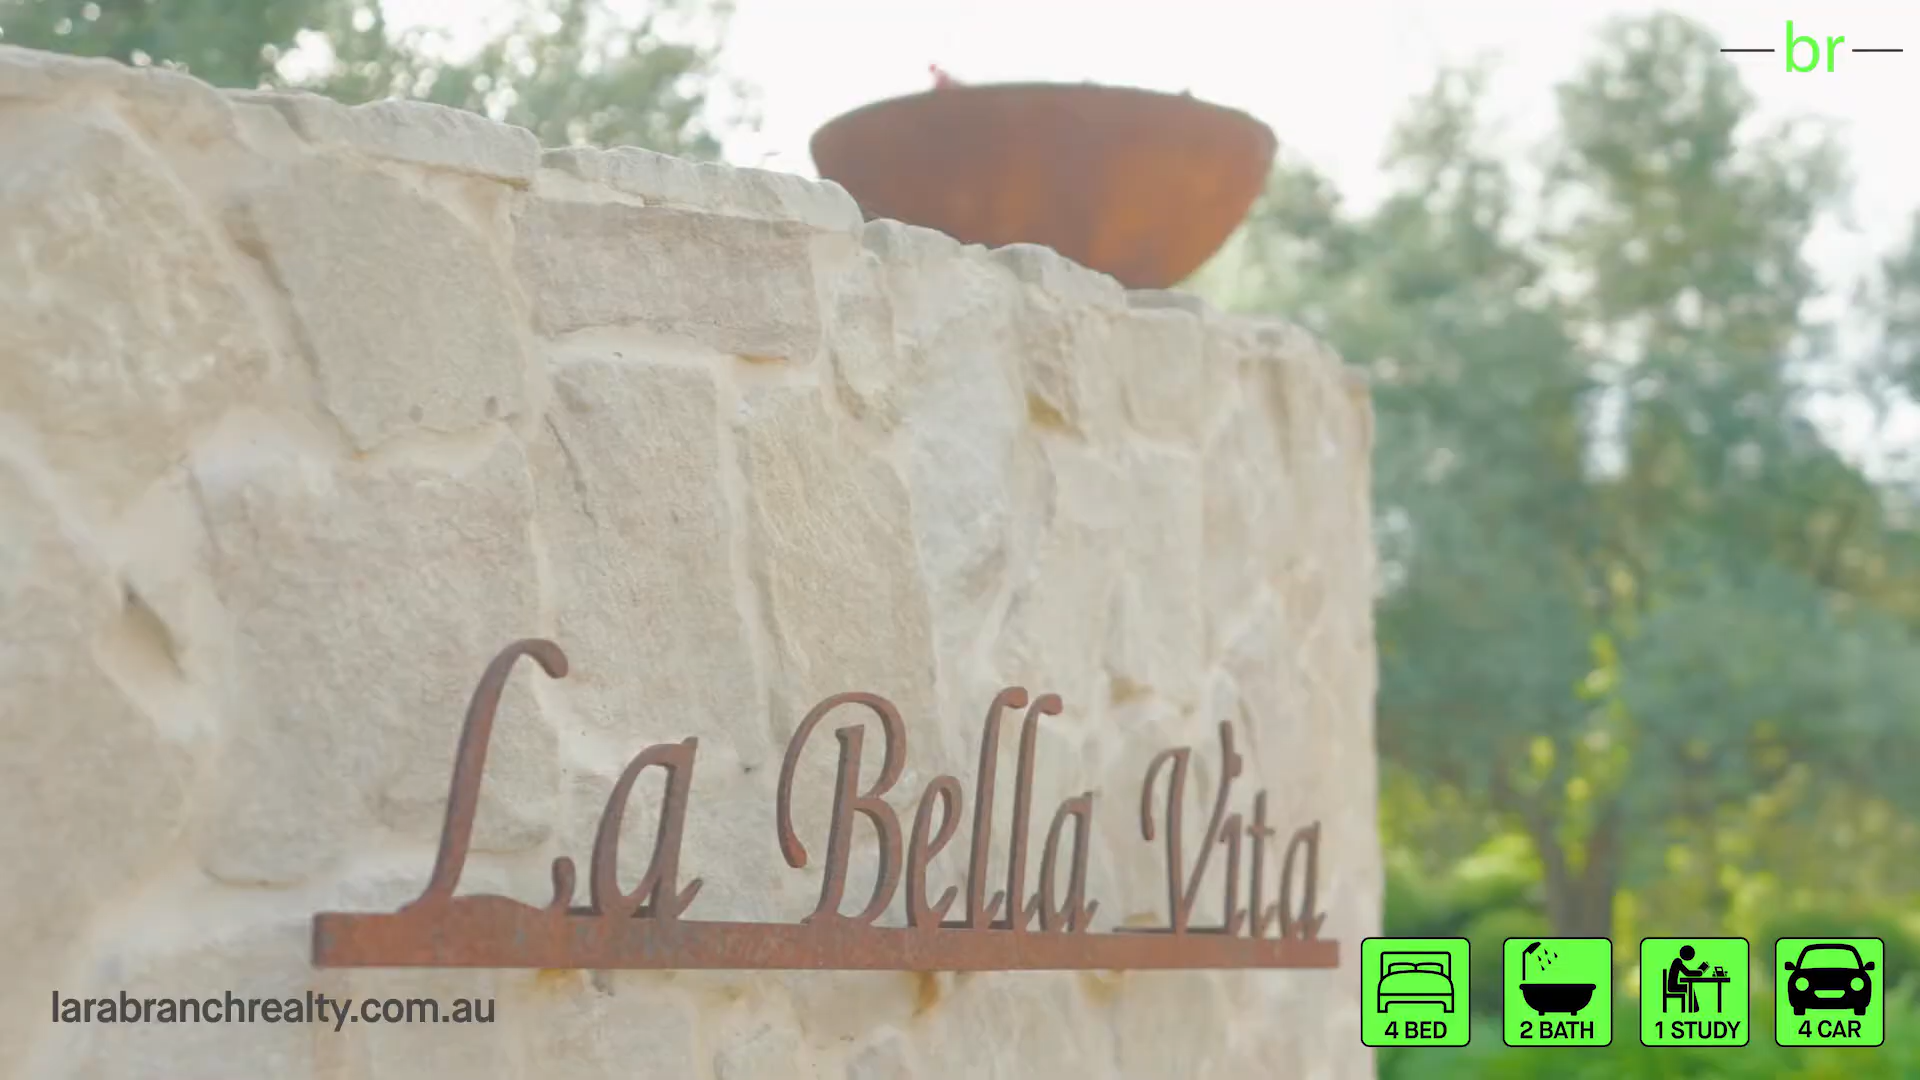 br
La Bella Vita
larabranchrealty.com.au
4 BED
2 BATH
1 STUDY
4 CAR